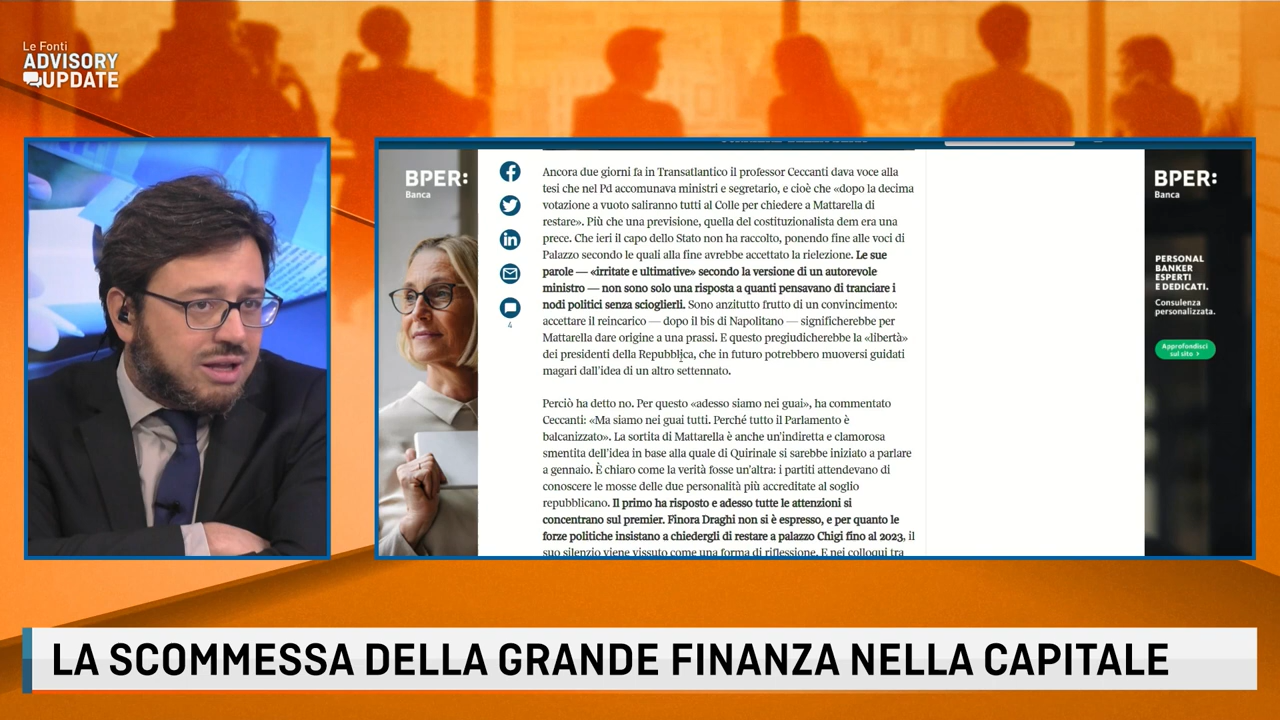 Le Fonti
ADVISORY
UPDATE
BPER:
Banca
4
Ancora due giorni fa in Transatlantico il professor Ceccanti dava voce alla
tesi che nel Pd accomunava ministri e segretario, e cioè che «dopo la decima
votazione a vuoto saliranno tutti al Colle per chiedere a Mattarella di
restare». Più che una previsione, quella del costituzionalista dem era una
prece. Che ieri il capo dello Stato non ha raccolto, ponendo fine alle voci di
Palazzo secondo le quali alla fine avrebbe accettato la rielezione. Le sue
parole — «irritate e ultimative» secondo la versione di un autorevole
ministro — non sono solo una risposta a quanti pensavano di tranciare i
nodi politici senza scioglierli. Sono anzitutto frutto di un convincimento:
accettare il reincarico — dopo il bis di Napolitano — significherebbe per
Mattarella dare origine a una prassi. E questo pregiudicherebbe la «libertà»
dei presidenti della Repubblica, che in futuro potrebbero muoversi guidati
magari dall'idea di un altro settennato.
Perciò ha detto no. Per questo «adesso siamo nei guai», ha commentato
Ceccanti: «Ma siamo nei guai tutti. Perché tutto il Parlamento è
balcanizzato». La sortita di Mattarella è anche un'indiretta e clamorosa
smentita dell'idea in base alla quale di Quirinale si sarebbe iniziato a parlare
a gennaio. È chiaro come la verità fosse un'altra: i partiti attendevano di
conoscere le mosse delle due personalità più accreditate al soglio
repubblicano. Il primo ha risposto e adesso tutte le attenzioni si
concentrano sul premier. Finora Draghi non si è espresso, e per quanto le
forze politiche insistano a chiedergli di restare a palazzo Chigi fino al 2023, il
suo silenzio viene vissuto come una forma di riflessione. E nei colloqui tra
BPER:
Banca
PERSONAL
BANKER
ESPERTI
E DEDICATI.
Consulenza
personalizzata.
Approfondisci
sul sito >
LA SCOMMESSA DELLA GRANDE FINANZA NELLA CAPITALE